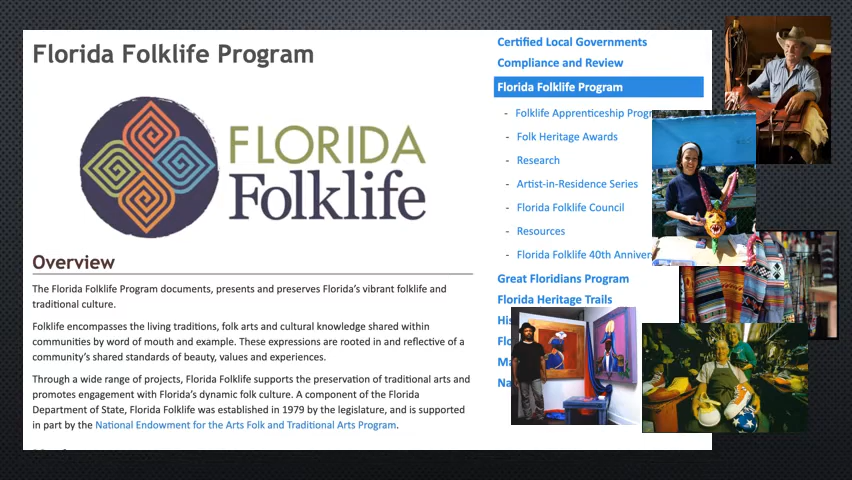 Florida Folklife Program
FLORIDA
Folklife
Overview
The Florida Folklife Program documents, presents and preserves Florida's vibrant folklife and
traditional culture.
Folklife encompasses the living traditions, folk arts and cultural knowledge shared within
communities by word of mouth and example. These expressions are rooted in and reflective of a
community's shared standards of beauty, values and experiences.
Through a wide range of projects, Florida Folklife supports the preservation of traditional arts and
promotes engagement with Florida's dynamic folk culture. A component of the Florida
Department of State, Florida Folklife was established in 1979 by the legislature, and is supported
in part by the National Endowment for the Arts Folk and Traditional Arts Program.
Certified Local Governments
Compliance and Review
Florida Folklife Program
- Folklife Apprenticeship Progr
- Folk Heritage Awards
- Research
- Artist-in-Residence Series
- Florida Folklife Council
- Resources
- Florida Folklife 40th Anniver
Great Floridians Program
Florida Heritage Trails
His
Flo
Ma
Na